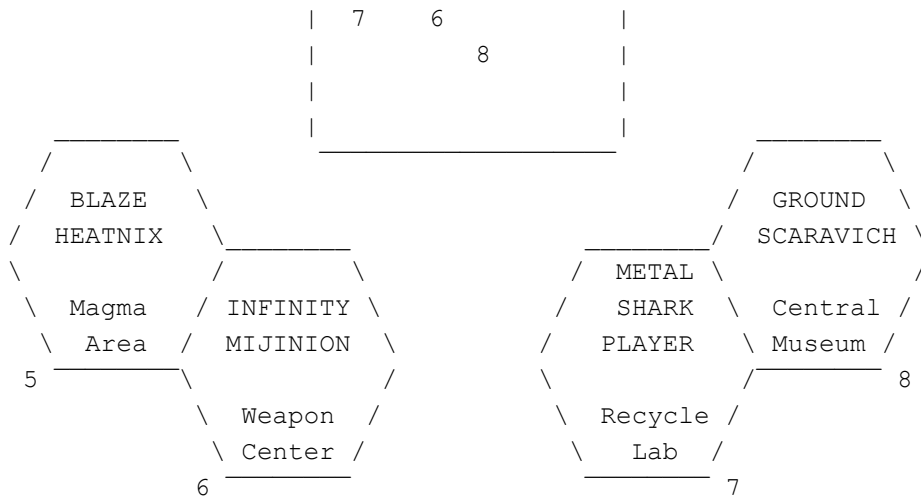 7 6
8
BLAZE GROUND
HEATNIX SCARAVICH
METAL
Magma INFINITY SHARK Central
Area MIJINION PLAYER Museum
5 8
Weapon Recycle
Center Lab
6 7